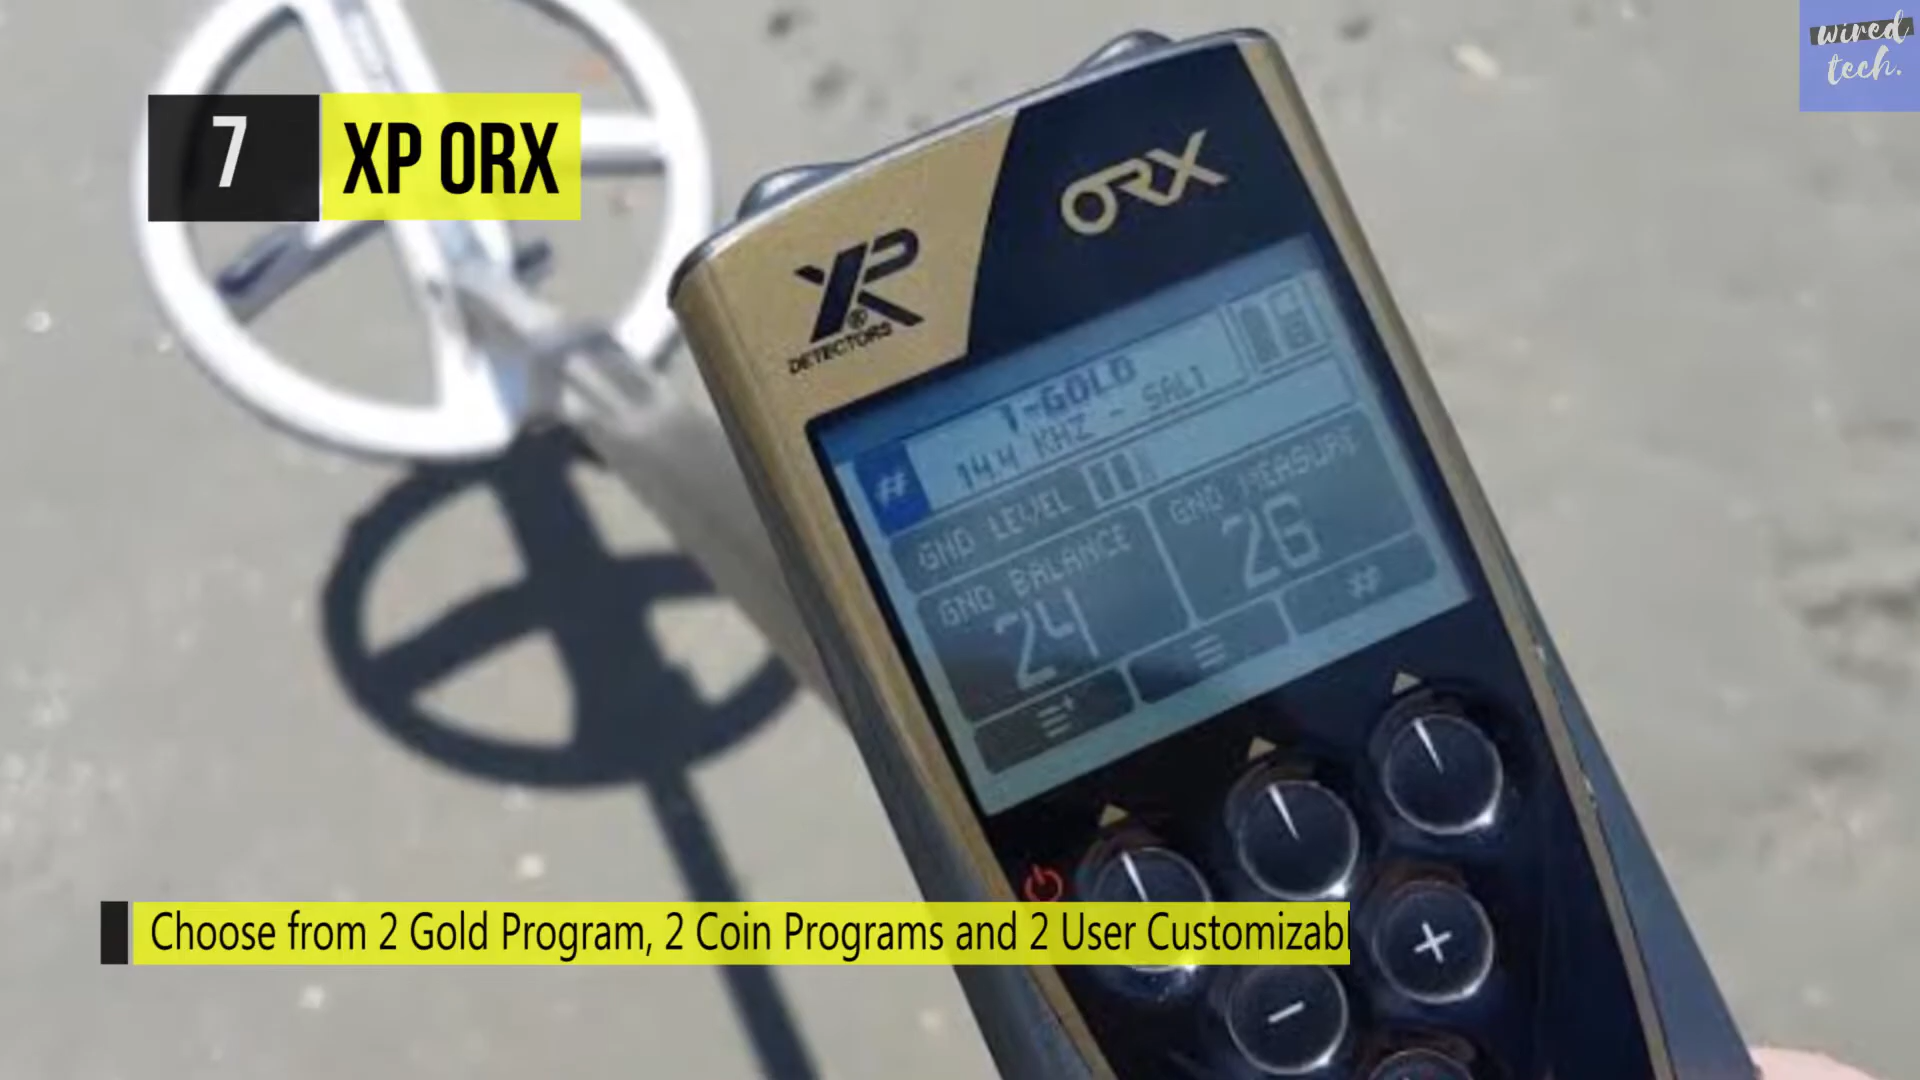 wired
tech.
7
XP ORX
ORX
XP
®
DETECTORS
1-GOLD
14.4 KHZ - SALT
GND LEVEL
GND BALANCE
GND MEASURE
24
26
#
Choose from 2 Gold Program, 2 Coin Programs and 2 User Customizabl
+
-